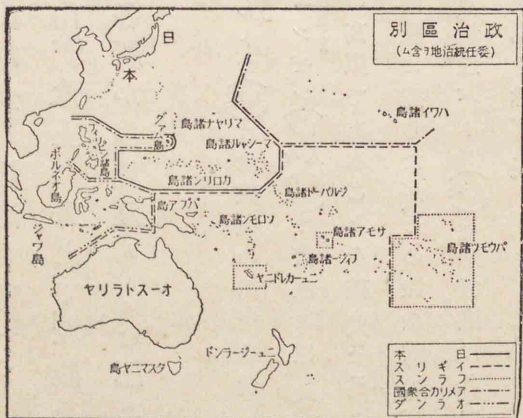 政治區別
(委任統治地ヲ含ム)
日本
ハワイ諸島
マリヤナ諸島
グァム島
マーシャル諸島
カロリン諸島
ボルネオ島
パプア島
ギルバート諸島
ソロモン諸島
サモア諸島
パウモツ諸島
フィジー諸島
ニューカレドニヤ
ジャワ島
オーストラリヤ
ニュージーランド
タスマニヤ島
日本
イギリス
フランス
アメリカ合衆國
オランダ